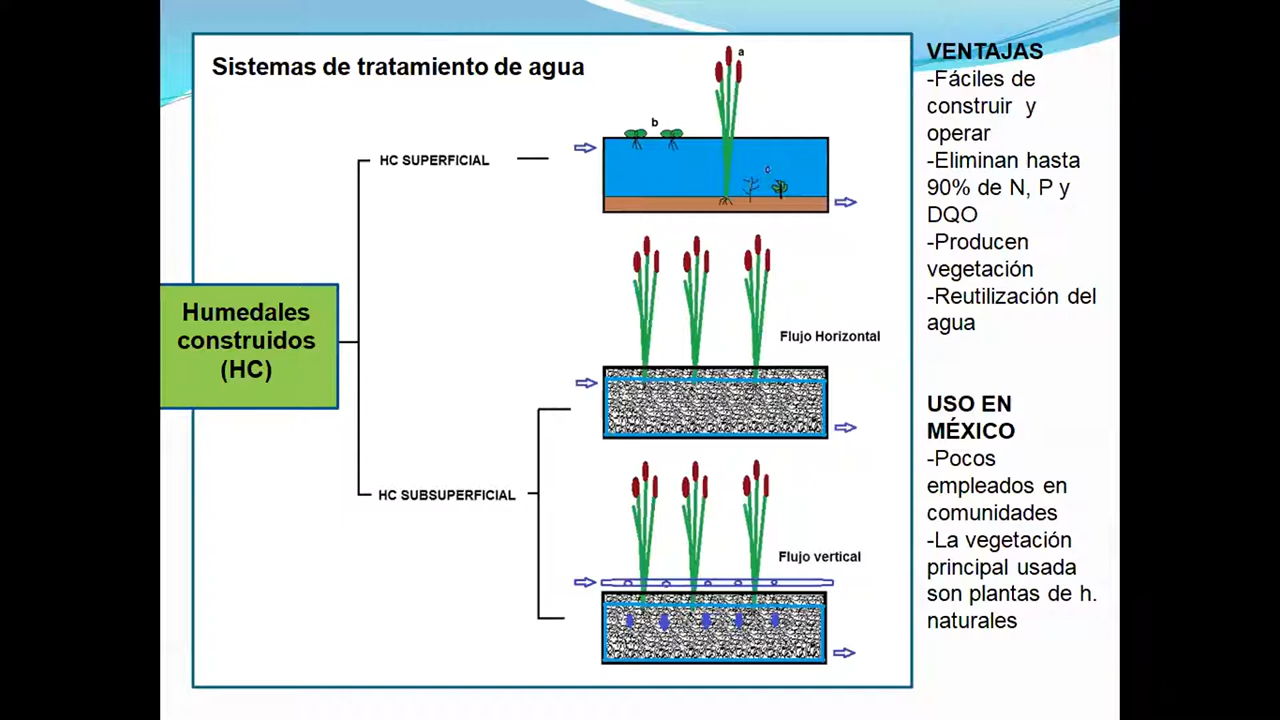 Sistemas de tratamiento de agua
a
b
c
HC SUPERFICIAL
Humedales
construidos
(HC)
Flujo Horizontal
HC SUBSUPERFICIAL
Flujo vertical
VENTAJAS
-Fáciles de
construir y
operar
-Eliminan hasta
90% de N, P y
DQO
-Producen
vegetación
-Reutilización del
agua
USO EN
MÉXICO
-Pocos
empleados en
comunidades
-La vegetación
principal usada
son plantas de h.
naturales